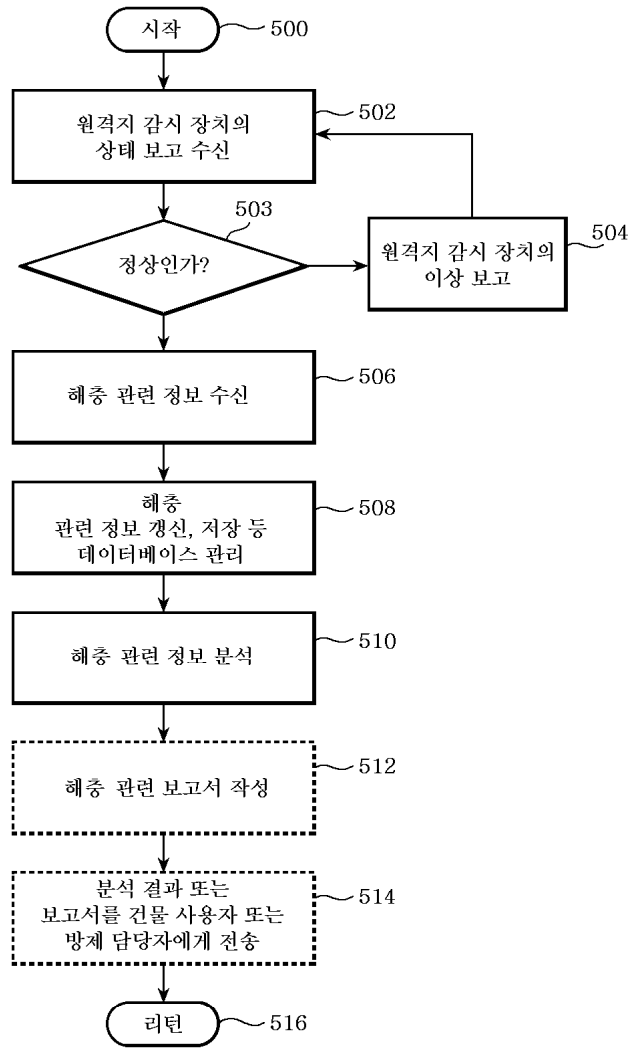 시작
500
원격지 감시 장치의
상태 보고 수신
502
503
정상인가?
원격지 감시 장치의
이상 보고
504
해충 관련 정보 수신
506
해충
관련 정보 갱신, 저장 등
데이터베이스 관리
508
해충 관련 정보 분석
510
해충 관련 보고서 작성
512
분석 결과 또는
보고서를 건물 사용자 또는
방제 담당자에게 전송
514
리턴
516